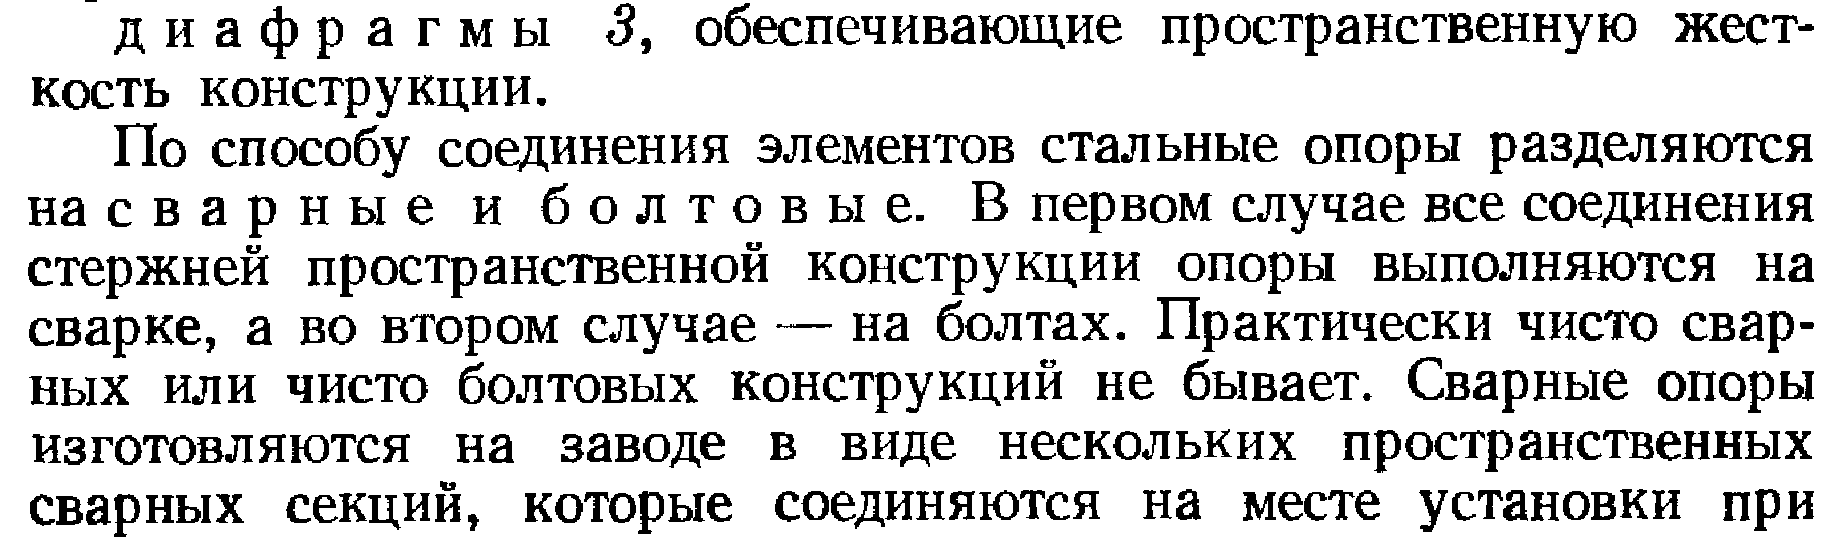 диафрагмы 3, обеспечивающие пространственную жест-
кость конструкции.
По способу соединения элементов стальные опоры разделяются
на сварные и болтовые. В первом случае все соединения
стержней пространственной конструкции опоры выполняются на
сварке, а во втором случае — на болтах. Практически чисто свар-
ных или чисто болтовых конструкций не бывает. Сварные опоры
изготовляются на заводе в виде нескольких пространственных
сварных секций, которые соединяются на месте установки при